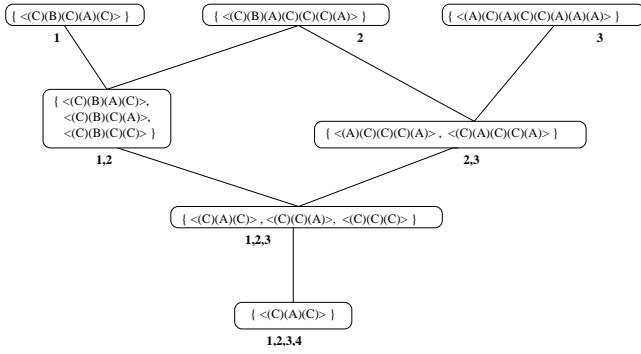 { <(C)(B)(C)(A)(C)> }
{ <(C)(B)(A)(C)(C)(C)(A)> }
{ <(A)(C)(A)(C)(C)(A)(A)(A)> }
1
2
3
{ <(C)(B)(A)(C)>,
<(C)(B)(C)(A)>,
<(C)(B)(C)(C)> }
{ <(A)(C)(C)(C)(A)> , <(C)(A)(C)(C)(A)> }
1,2
2,3
{ <(C)(A)(C)> , <(C)(C)(A)>, <(C)(C)(C)> }
1,2,3
{ <(C)(A)(C)> }
1,2,3,4